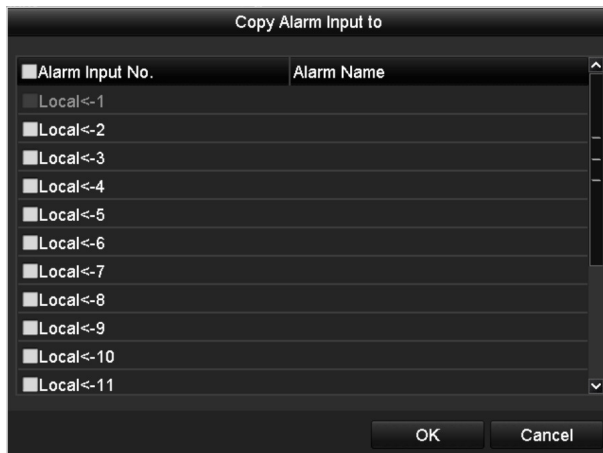 Copy Alarm Input to
Alarm Input No. Alarm Name
Local<-1
Local<-2
Local<-3
Local<-4
Local<-5
Local<-6
Local<-7
Local<-8
Local<-9
Local<-10
Local<-11
OK Cancel